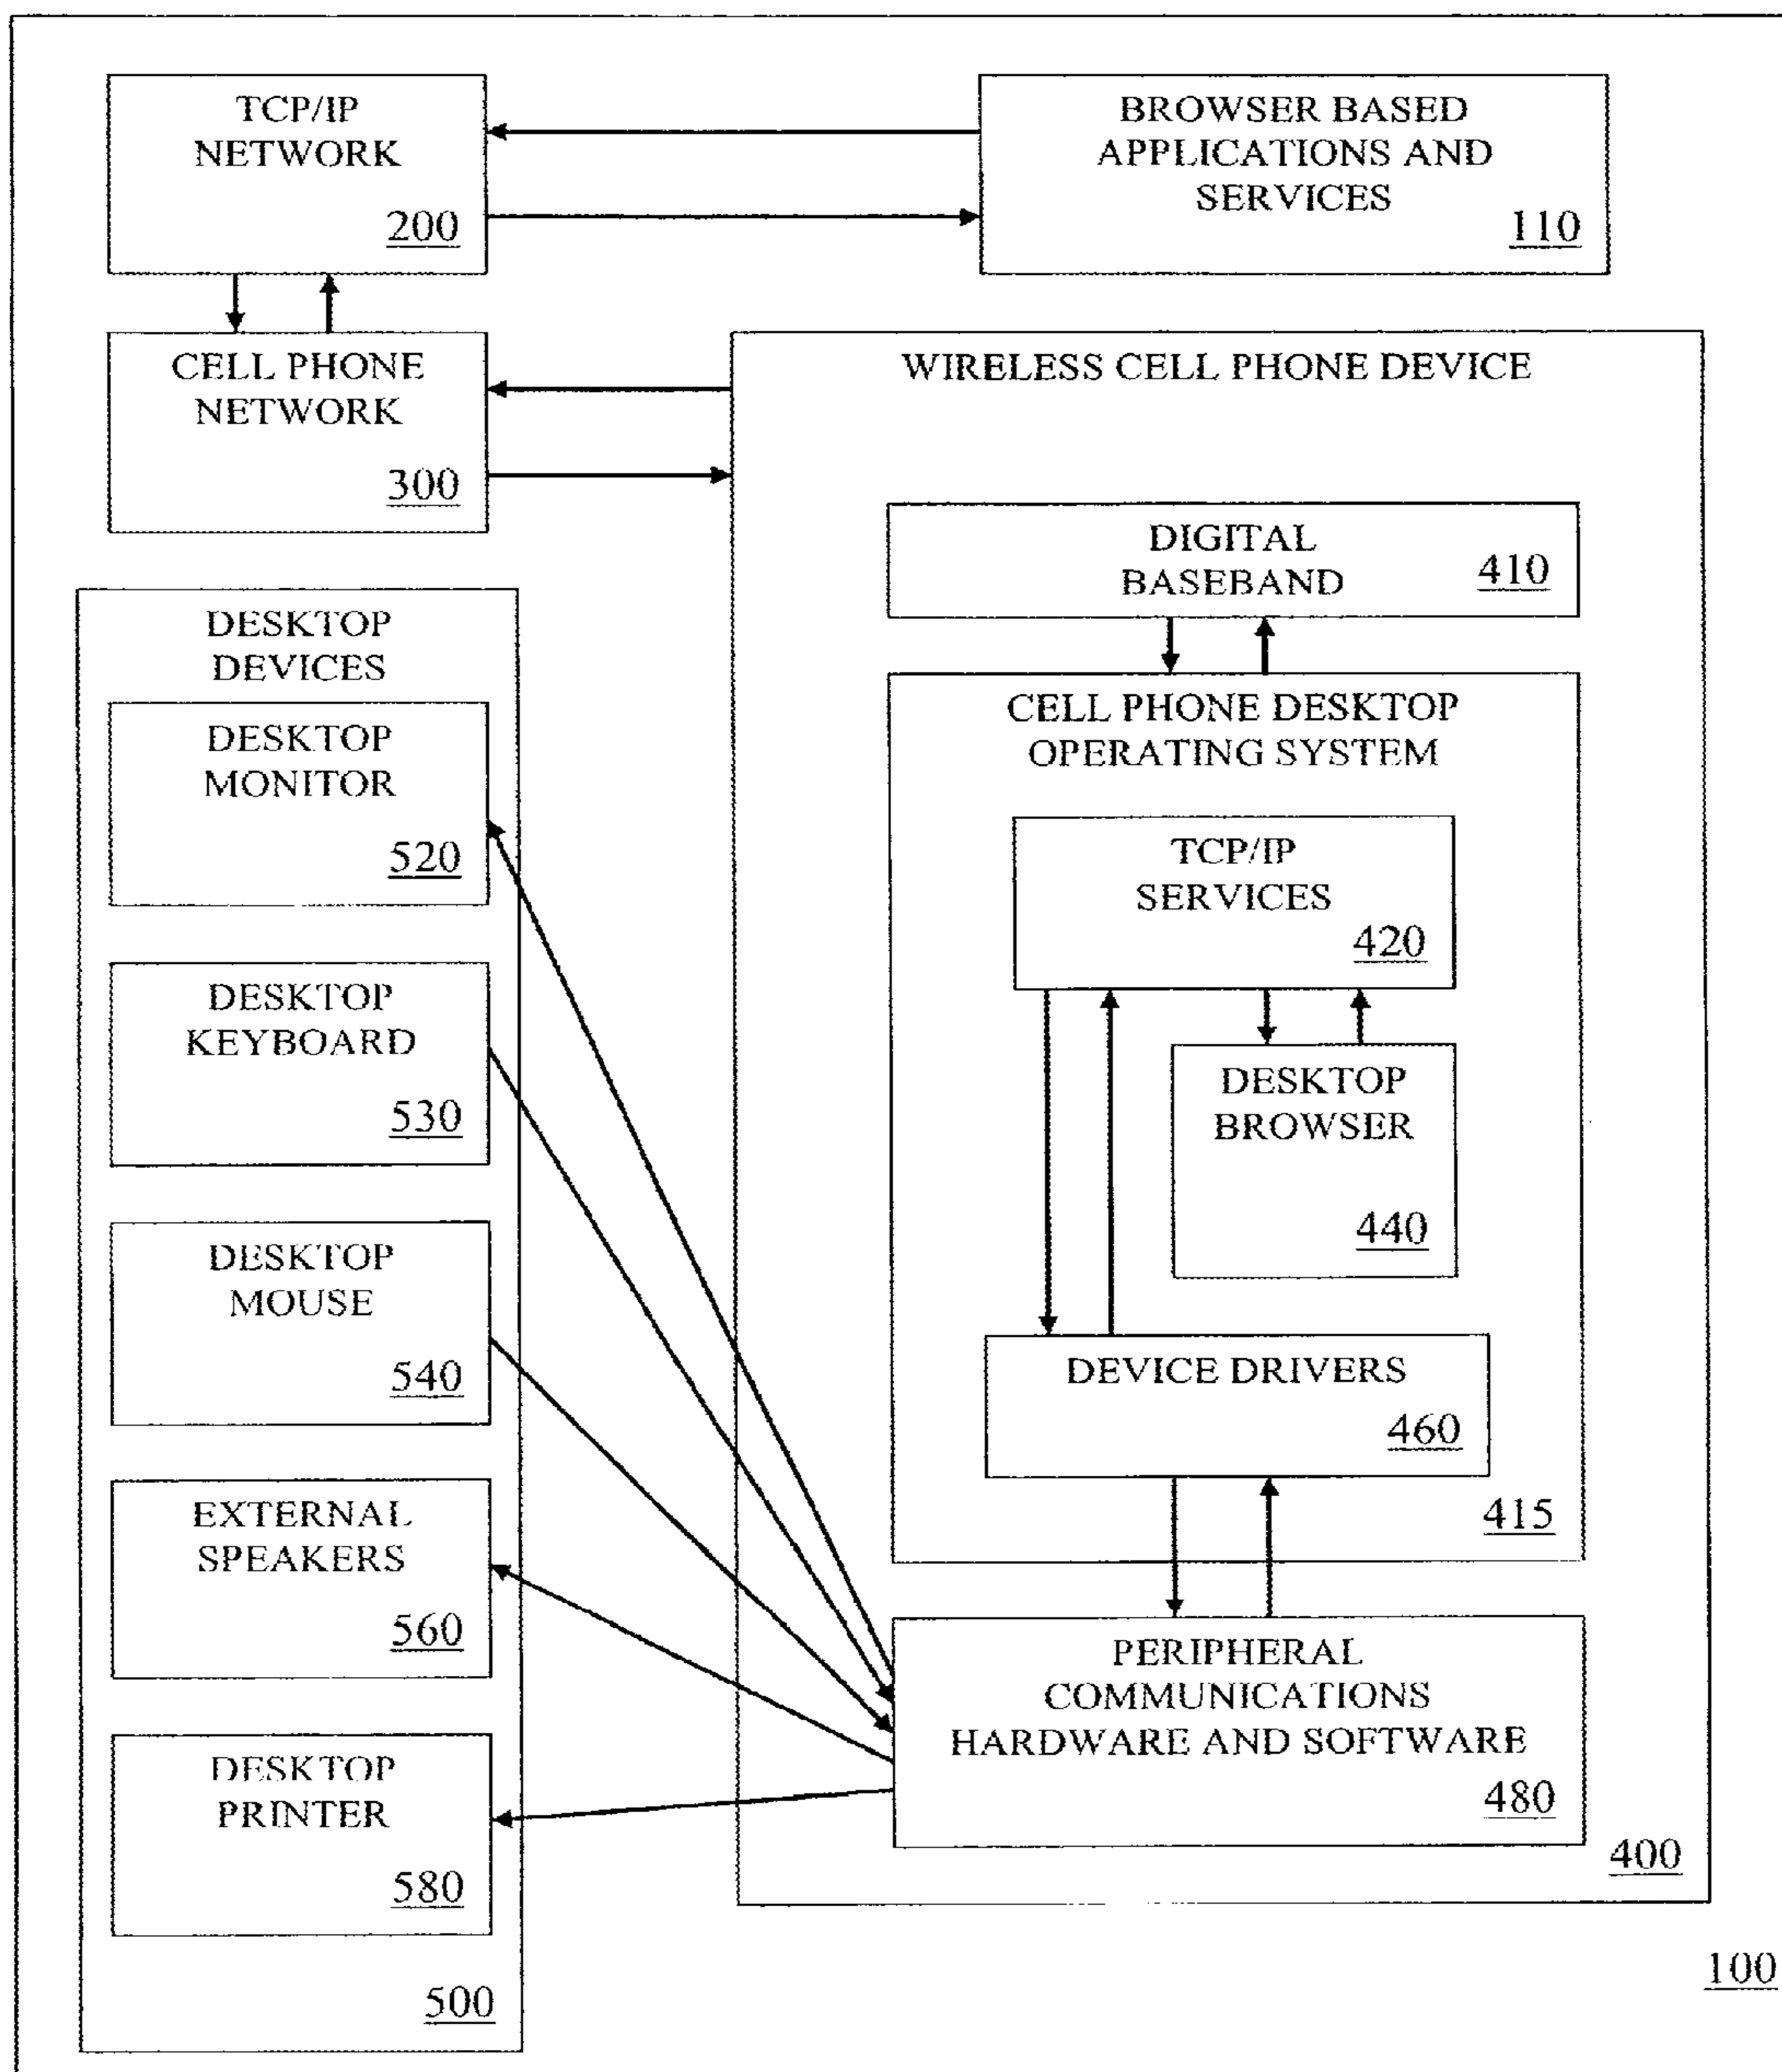 TCP/IP
NETWORK
200
BROWSER BASED
APPLICATIONS AND
SERVICES
110
CELL PHONE
NETWORK
300
WIRELESS CELL PHONE DEVICE
DIGITAL
BASEBAND
410
CELL PHONE DESKTOP
OPERATING SYSTEM
TCP/IP
SERVICES
420
DESKTOP
BROWSER
440
DEVICE DRIVERS
460
415
PERIPHERAL
COMMUNICATIONS
HARDWARE AND SOFTWARE
480
400
DESKTOP
DEVICES
DESKTOP
MONITOR
520
DESKTOP
KEYBOARD
530
DESKTOP
MOUSE
540
EXTERNAL
SPEAKERS
560
DESKTOP
PRINTER
580
500
100